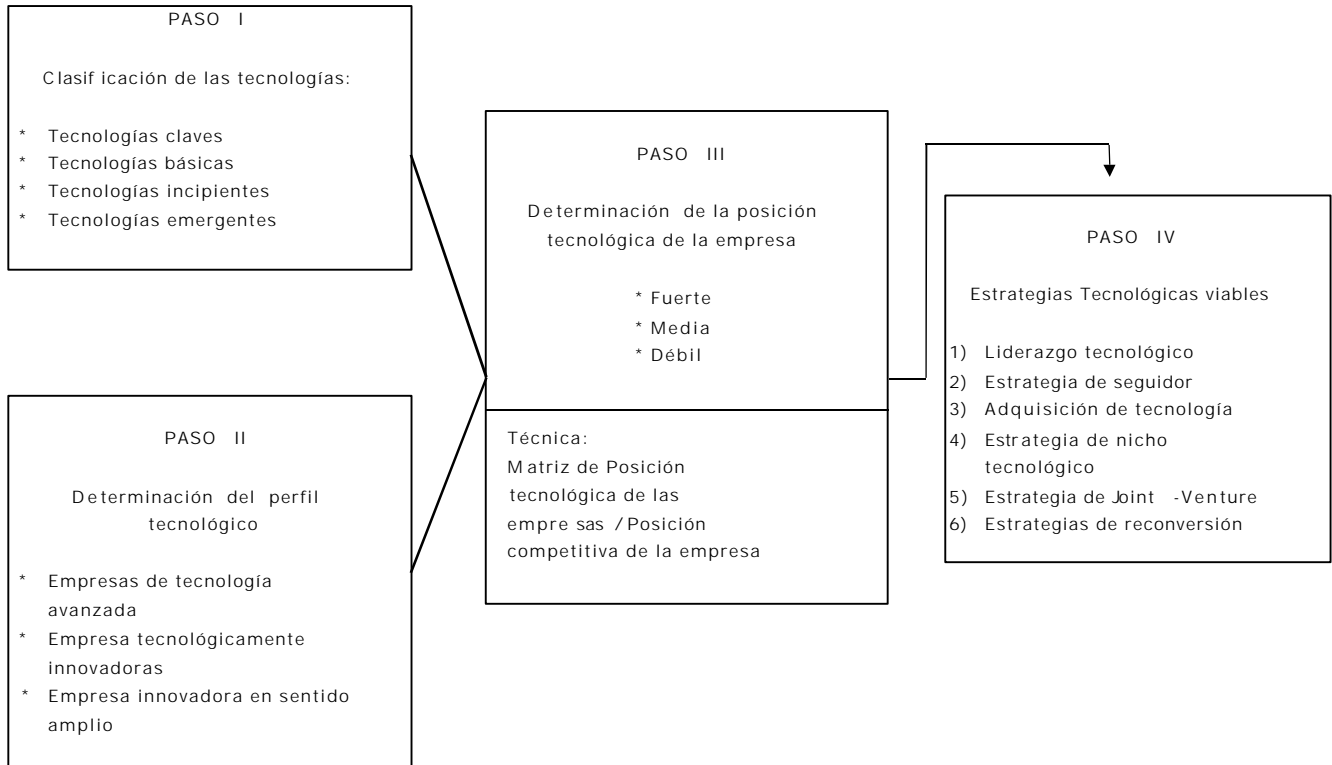 PASO I
Clasificación de las tecnologías:
* Tecnologías claves
* Tecnologías básicas
* Tecnologías incipientes
* Tecnologías emergentes
PASO II
Determinación del perfil
tecnológico
* Empresas de tecnología
avanzada
* Empresa tecnológicamente
innovadoras
* Empresa innovadora en sentido
amplio
PASO III
Determinación de la posición
tecnológica de la empresa
* Fuerte
* Media
* Débil
Técnica:
Matriz de Posición
tecnológica de las
empre sas /Posición
competitiva de la empresa
PASO IV
Estrategias Tecnológicas viables
1) Liderazgo tecnológico
2) Estrategia de seguidor
3) Adquisición de tecnología
4) Estrategia de nicho
tecnológico
5) Estrategia de Joint -Venture
6) Estrategias de reconversión